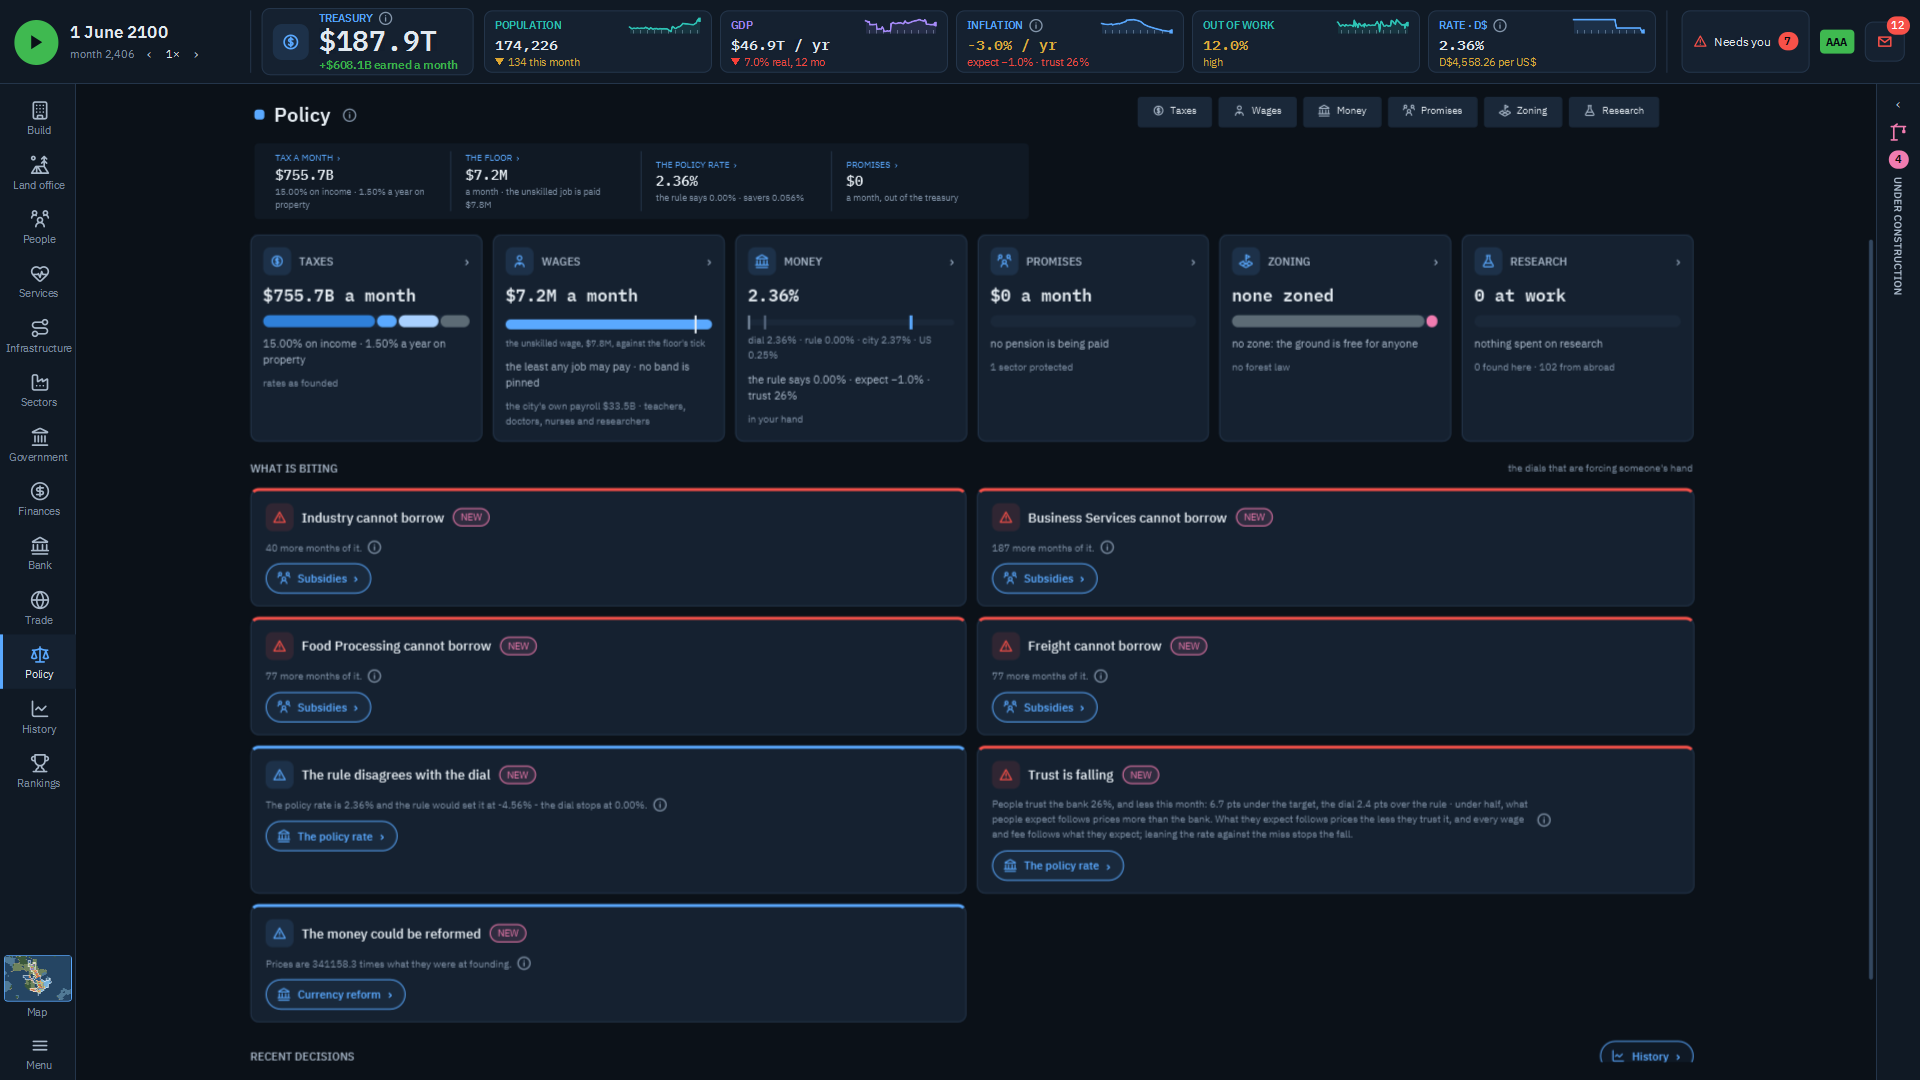 1 June 2100
month 2,406 ‹ 1× ›
TREASURY
$187.9T
+$608.1B earned a month
POPULATION
174,226
▼ 134 this month
GDP
$46.9T / yr
▼ 7.0% real, 12 mo
INFLATION
-3.0% / yr
expect −1.0% · trust 26%
OUT OF WORK
12.0%
high
RATE · D$
2.36%
D$4,558.26 per US$
Needs you 7
AAA
12
Build
Land office
People
Services
Infrastructure
Sectors
Government
Finances
Bank
Trade
Policy
History
Rankings
Map
Menu
Policy
Taxes
Wages
Money
Promises
Zoning
Research
TAX A MONTH ›
$755.7B
15.00% on income · 1.50% a year on
property
THE FLOOR ›
$7.2M
a month · the unskilled job is paid
$7.8M
THE POLICY RATE ›
2.36%
the rule says 0.00% · savers 0.056%
PROMISES ›
$0
a month, out of the treasury
TAXES ›
$755.7B a month
15.00% on income · 1.50% a year on
property
rates as founded
WAGES ›
$7.2M a month
the unskilled wage, $7.8M, against the floor's tick
the least any job may pay · no band is
pinned
the city's own payroll $33.5B · teachers,
doctors, nurses and researchers
MONEY ›
2.36%
dial 2.36% · rule 0.00% · city 2.37% · US
0.25%
the rule says 0.00% · expect −1.0% ·
trust 26%
in your hand
PROMISES ›
$0 a month
no pension is being paid
1 sector protected
ZONING ›
none zoned
no zone: the ground is free for anyone
no forest law
RESEARCH ›
0 at work
nothing spent on research
0 found here · 102 from abroad
WHAT IS BITING
the dials that are forcing someone's hand
Industry cannot borrow NEW
40 more months of it.
Subsidies ›
Business Services cannot borrow NEW
187 more months of it.
Subsidies ›
Food Processing cannot borrow NEW
77 more months of it.
Subsidies ›
Freight cannot borrow NEW
77 more months of it.
Subsidies ›
The rule disagrees with the dial NEW
The policy rate is 2.36% and the rule would set it at -4.56% - the dial stops at 0.00%.
The policy rate ›
Trust is falling NEW
People trust the bank 26%, and less this month: 6.7 pts under the target, the dial 2.4 pts over the rule · under half, what
people expect follows prices more than the bank. What they expect follows prices the less they trust it, and every wage
and fee follows what they expect; leaning the rate against the miss stops the fall.
The policy rate ›
The money could be reformed NEW
Prices are 341158.3 times what they were at founding.
Currency reform ›
RECENT DECISIONS
History ›
‹
4
UNDER CONSTRUCTION